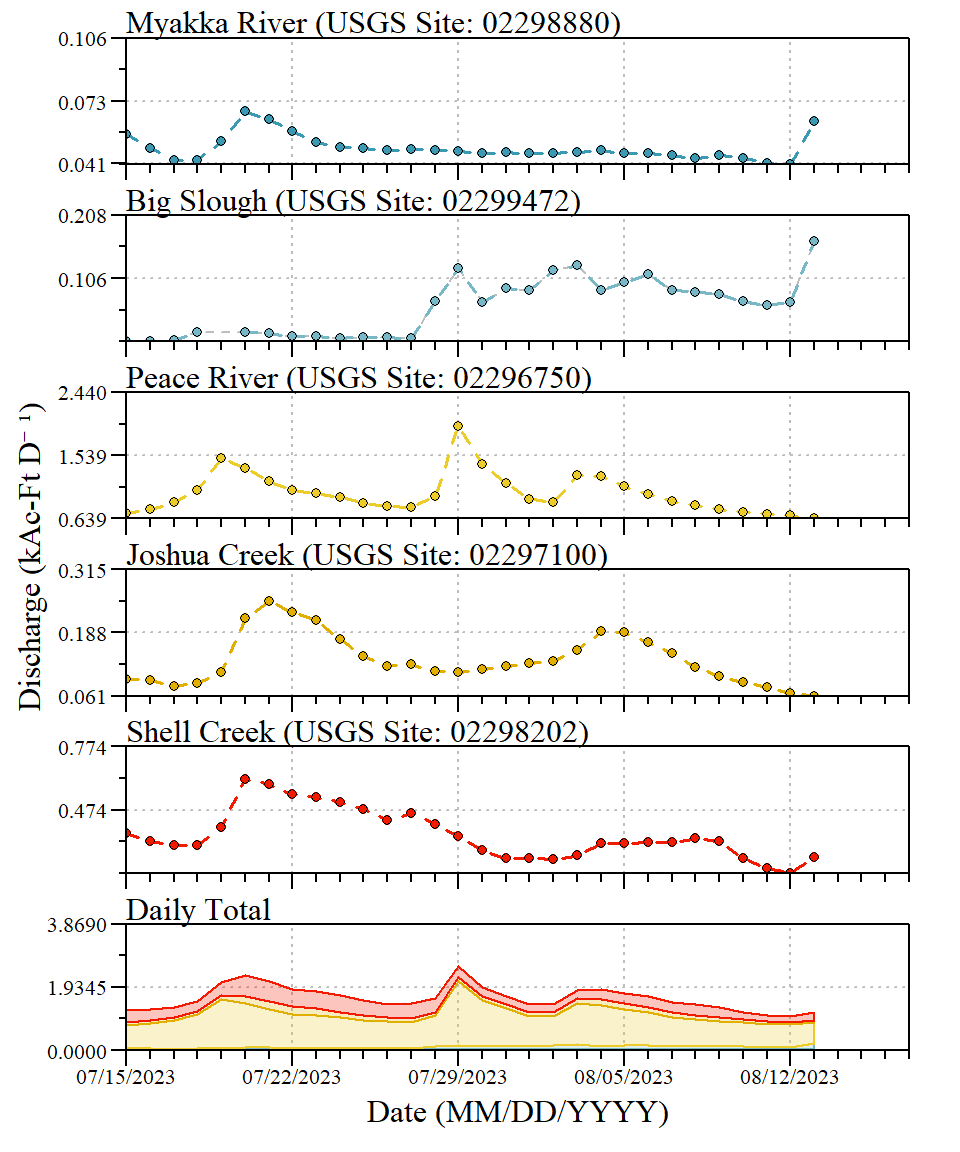 Myakka River (USGS Site: 02298880)
0.106
0.073
0.041
Big Slough (USGS Site: 02299472)
0.208
0.106
Peace River (USGS Site: 02296750)
2.440
1.539
0.639
Joshua Creek (USGS Site: 02297100)
0.315
0.188
0.061
Shell Creek (USGS Site: 02298202)
0.774
0.474
Daily Total
3.8690
1.9345
0.0000
Discharge (kAc-Ft D⁻¹)
07/15/2023 07/22/2023 07/29/2023 08/05/2023 08/12/2023
Date (MM/DD/YYYY)